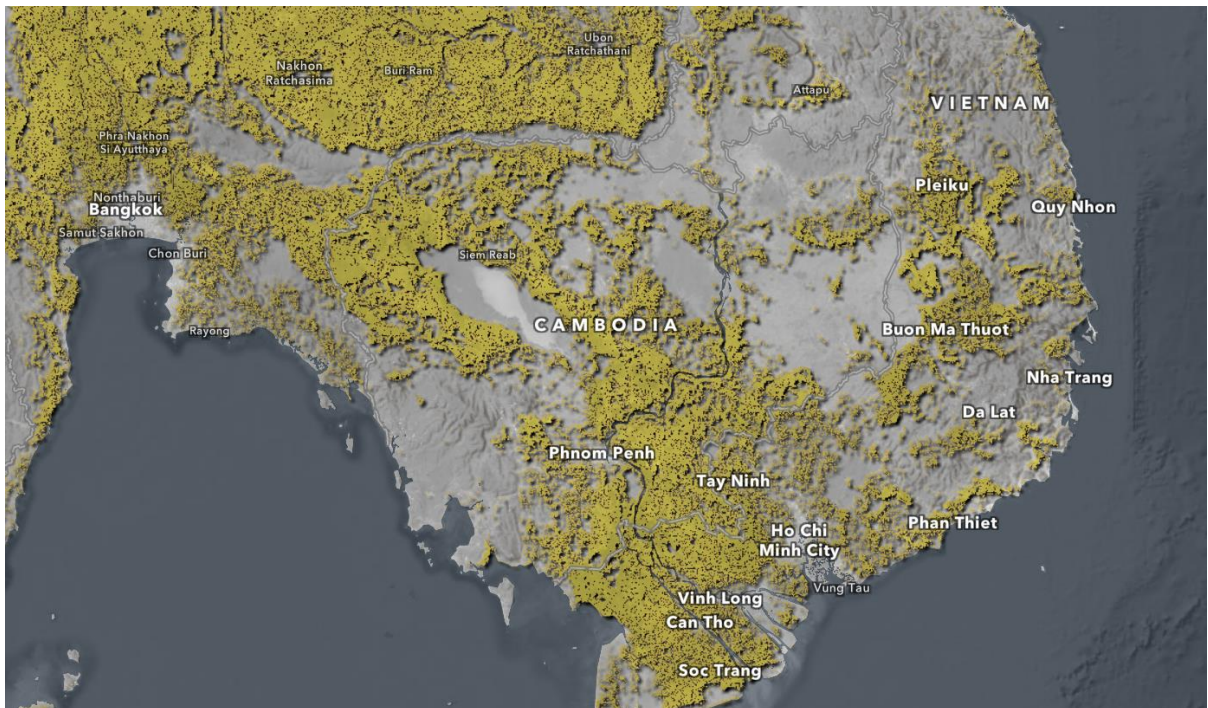 Ubon
Ratchathani
Nakhon
Ratchasima
Buri Ram
Attapu
VIETNAM
Phra Nakhon
Si Ayutthaya
Pleiku
Nonthaburi
Bangkok
Quy Nhon
Samut Sakhon
Chon Buri
Siem Reab
CAMBODIA
Rayong
Buon Ma Thuot
Nha Trang
Da Lat
Phnom Penh
Tay Ninh
Phan Thiet
Ho Chi
Minh City
Vung Tau
Vinh Long
Can Tho
Soc Trang